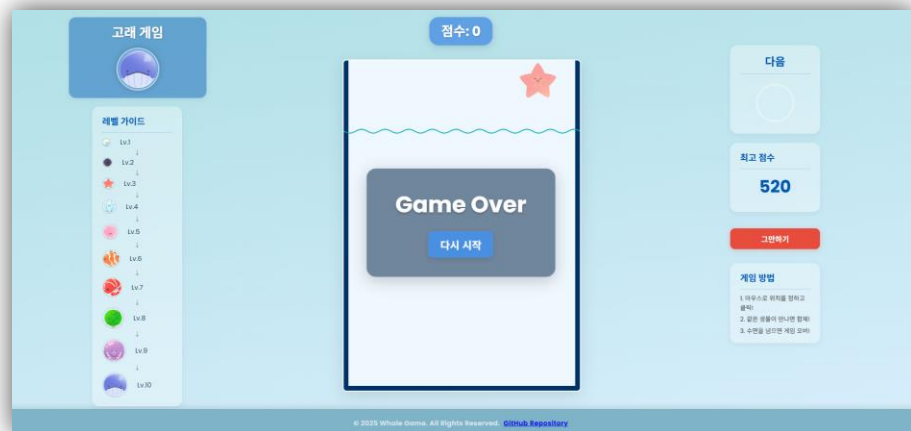 고래 게임
점수: 0
레벨 가이드
Lv.1
↓
Lv.2
↓
Lv.3
↓
Lv.4
↓
Lv.5
↓
Lv.6
↓
Lv.7
↓
Lv.8
↓
Lv.9
↓
Lv.10
Game Over
다시 시작
다음
최고 점수
520
그만하기
게임 방법
1. 마우스로 위치를 정하고
클릭!
2. 같은 생물이 만나면 합체!
3. 수면을 넘으면 게임 오버!
© 2025 Whale Game. All Rights Reserved. GitHub Repository